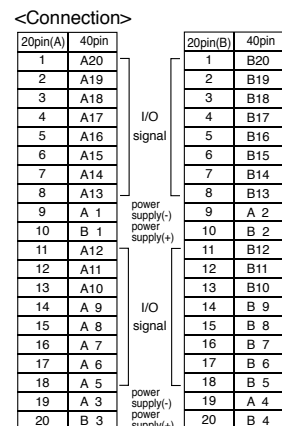 <Connection>
20pin(A) 40pin 20pin(B) 40pin
1 A20 1 B20
2 A19 2 B19
3 A18 3 B18
4 A17 I/O 4 B17
5 A16 signal 5 B16
6 A15 6 B15
7 A14 7 B14
8 A13 8 B13
9 A 1 power supply(-) 9 A 2
10 B 1 power supply(+) 10 B 2
11 A12 11 B12
12 A11 12 B11
13 A10 13 B10
14 A 9 I/O 14 B 9
15 A 8 signal 15 B 8
16 A 7 16 B 7
17 A 6 17 B 6
18 A 5 18 B 5
19 A 3 power supply(-) 19 A 4
20 B 3 power supply(+) 20 B 4